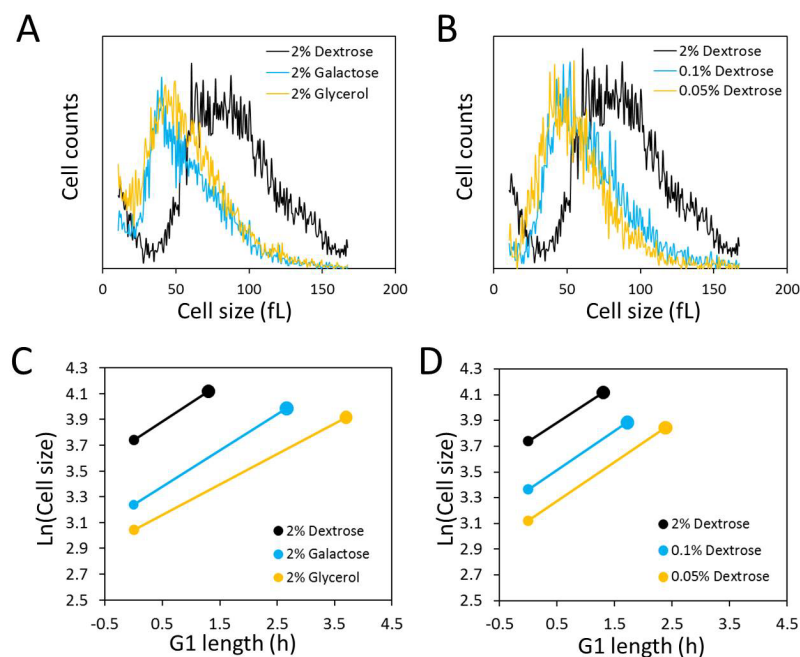 A
Cell counts
2% Dextrose
2% Galactose
2% Glycerol
0 50 100 150 200
Cell size (fL)
B
Cell counts
2% Dextrose
0.1% Dextrose
0.05% Dextrose
0 50 100 150 200
Cell size (fL)
C
Ln(Cell size)
4.3
4.1
3.9
3.7
3.5
3.3
3.1
2.9
2.7
2.5
2% Dextrose
2% Galactose
2% Glycerol
-0.5 0.5 1.5 2.5 3.5 4.5
G1 length (h)
D
Ln(Cell size)
4.3
4.1
3.9
3.7
3.5
3.3
3.1
2.9
2.7
2.5
2% Dextrose
0.1% Dextrose
0.05% Dextrose
-0.5 0.5 1.5 2.5 3.5 4.5
G1 length (h)